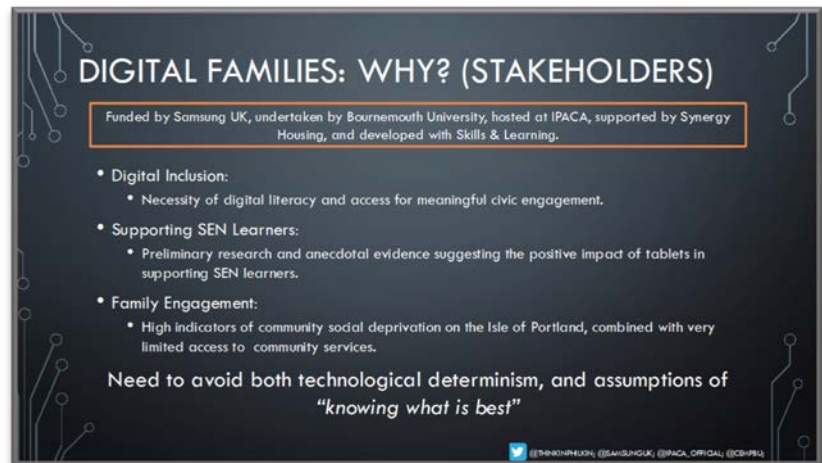 DIGITAL FAMILIES: WHY? (STAKEHOLDERS)
Funded by Samsung UK, undertaken by Bournemouth University, hosted at IPACA, supported by Synergy
Housing, and developed with Skills & Learning.
• Digital Inclusion:
• Necessity of digital literacy and access for meaningful civic engagement.
• Supporting SEN Learners:
• Preliminary research and anecdotal evidence suggesting the positive impact of tablets in
supporting SEN learners.
• Family Engagement:
• High indicators of community social deprivation on the Isle of Portland, combined with very
limited access to community services.
Need to avoid both technological determinism, and assumptions of
“knowing what is best”
@THINKINPHILKIN; @SAMSUNGUK; @IPACA_OFFICIAL; @CEMPBU;